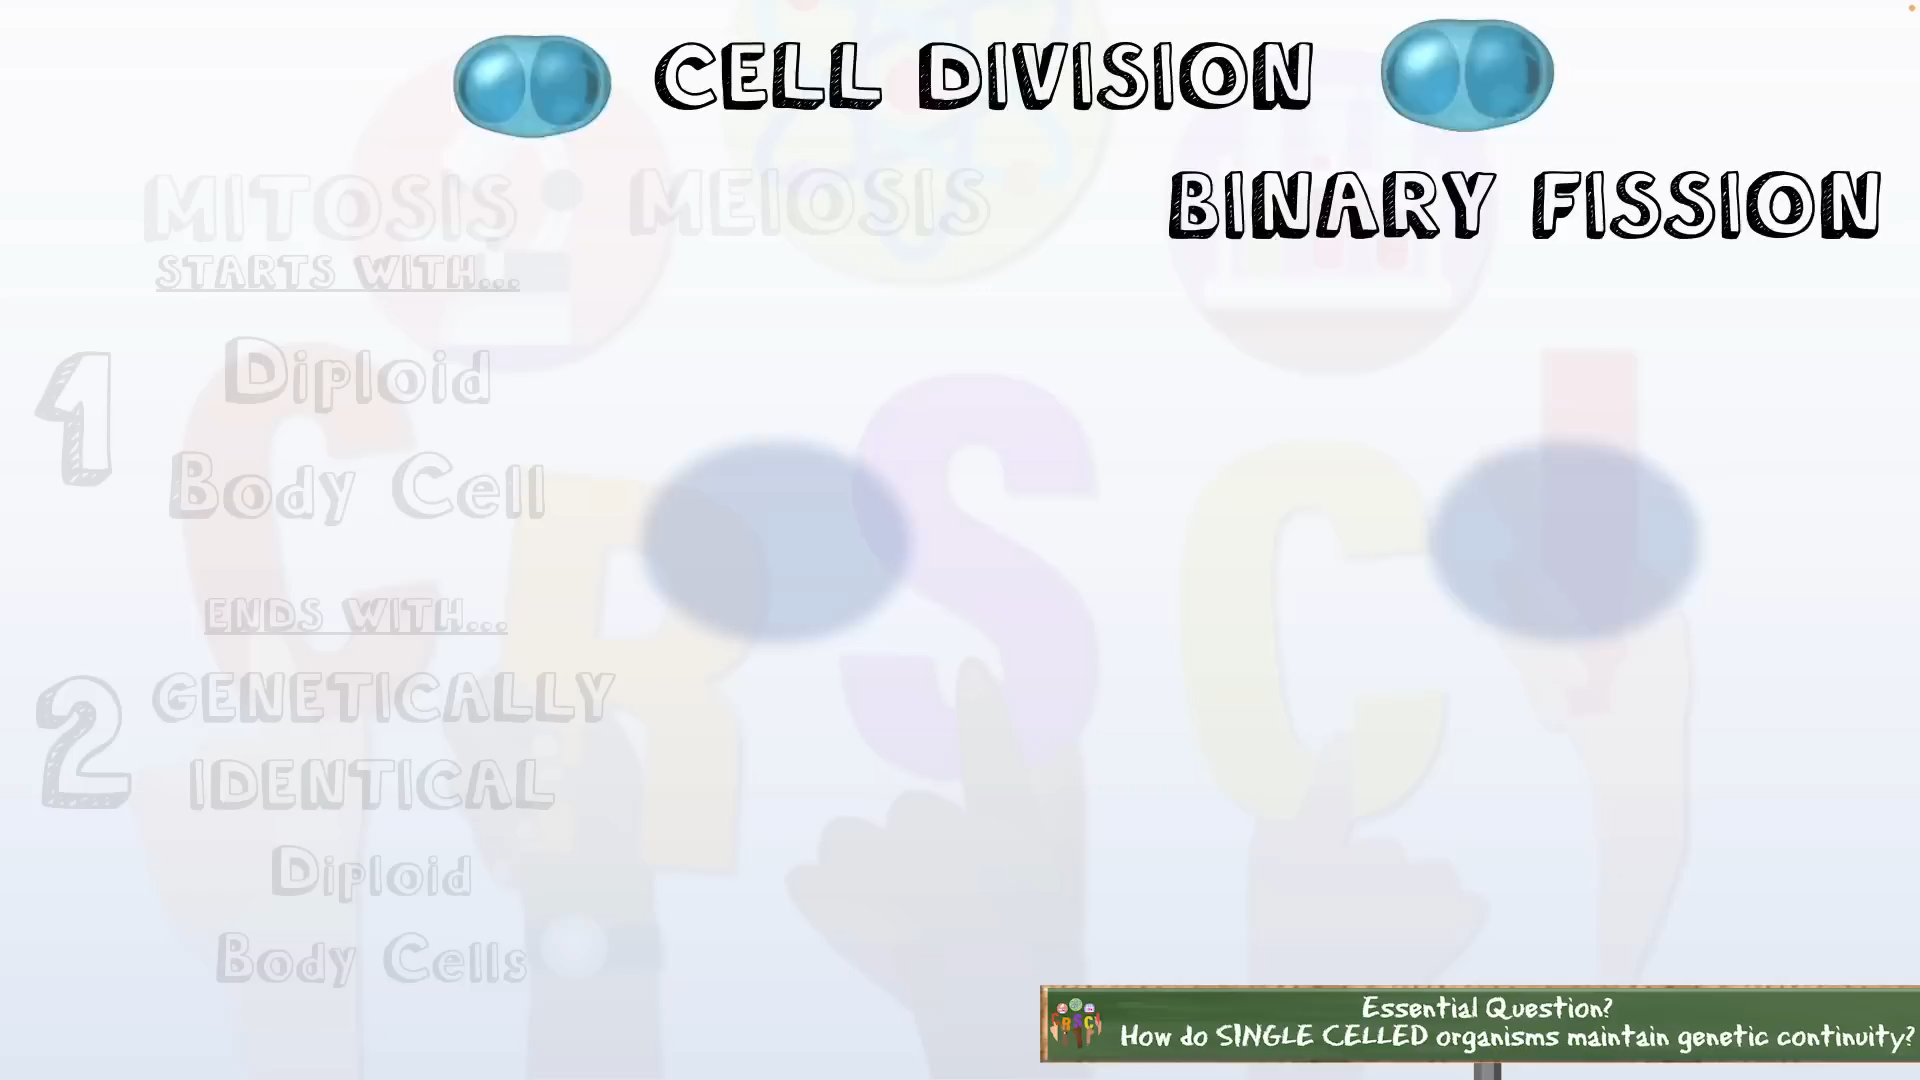 CELL DIVISION
MITOSIS MEIOSIS BINARY FISSION
STARTS WITH...
1 Diploid
Body Cell
ENDS WITH...
2 GENETICALLY
IDENTICAL
Diploid
Body Cells
CRSCI
Essential Question?
How do SINGLE CELLED organisms maintain genetic continuity?